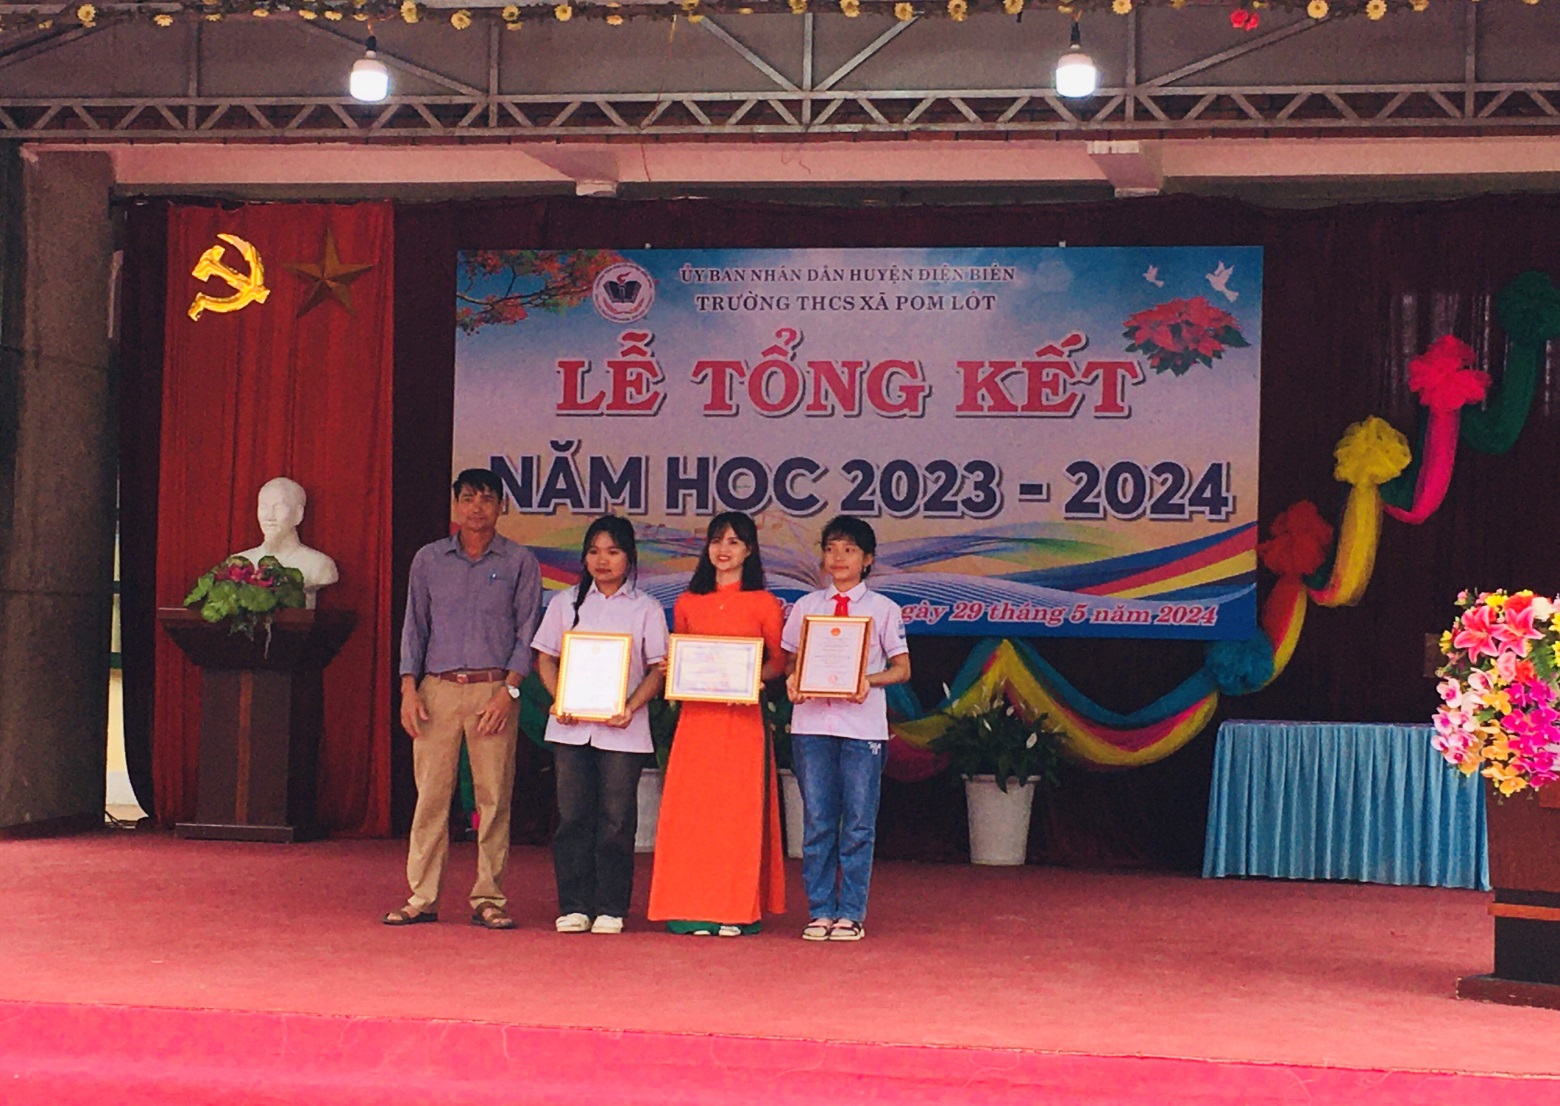 ỦY BAN NHÂN DÂN HUYỆN ĐIỆN BIÊN
TRƯỜNG THCS XÃ POM LÓT
LỄ TỔNG KẾT
NĂM HỌC 2023 - 2024
ngày 29 tháng 5 năm 2024